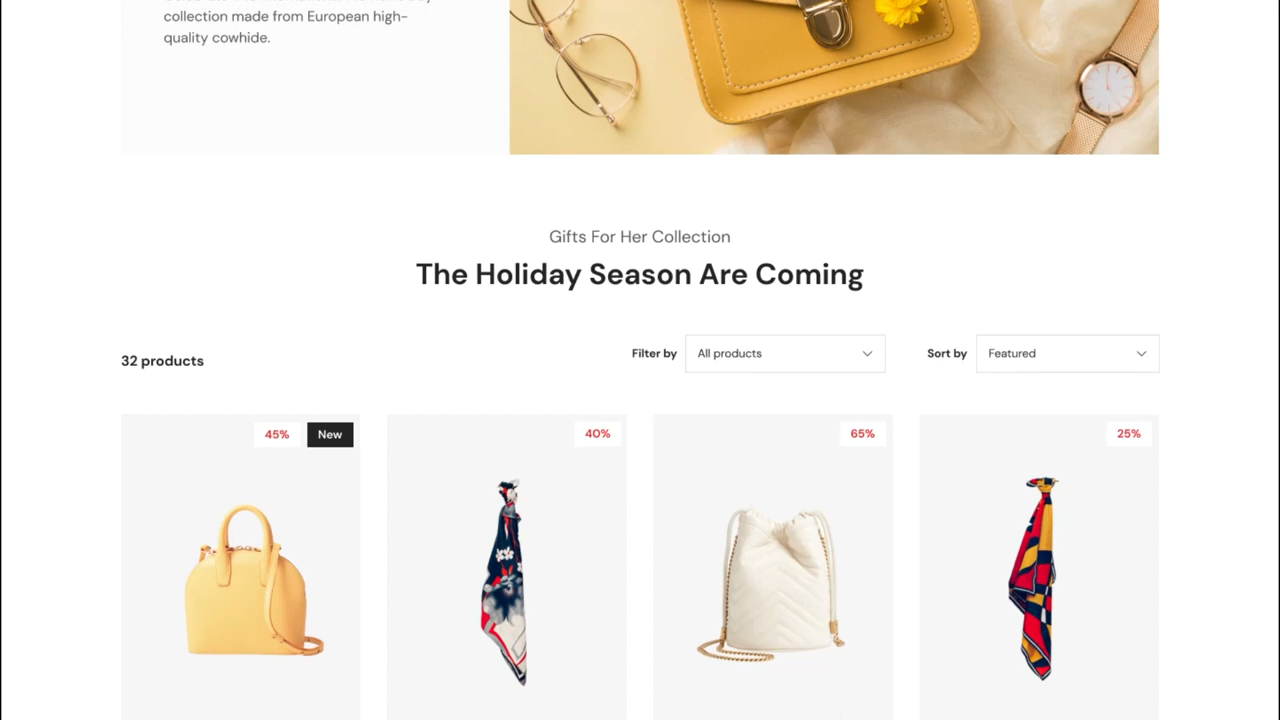 collection made from European high-
quality cowhide.
Gifts For Her Collection
The Holiday Season Are Coming
32 products
Filter by
All products
Sort by
Featured
45%
New
40%
65%
25%